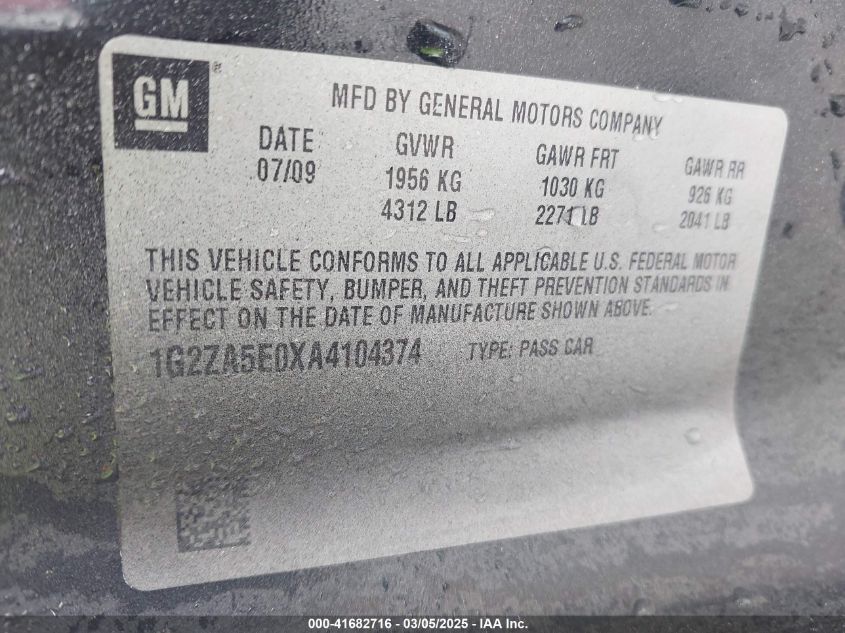 GM®
MFD BY GENERAL MOTORS COMPANY
DATE GVWR GAWR FRT GAWR RR
07/09 1956 KG 1030 KG 926 KG
4312 LB 2271 LB 2041 LB
THIS VEHICLE CONFORMS TO ALL APPLICABLE U.S. FEDERAL MOTOR
VEHICLE SAFETY, BUMPER, AND THEFT PREVENTION STANDARDS IN
EFFECT ON THE DATE OF MANUFACTURE SHOWN ABOVE.
1G2ZA5E0XA4104374 TYPE: PASS CAR
000-41682716 - 03/05/2025 - IAA Inc.